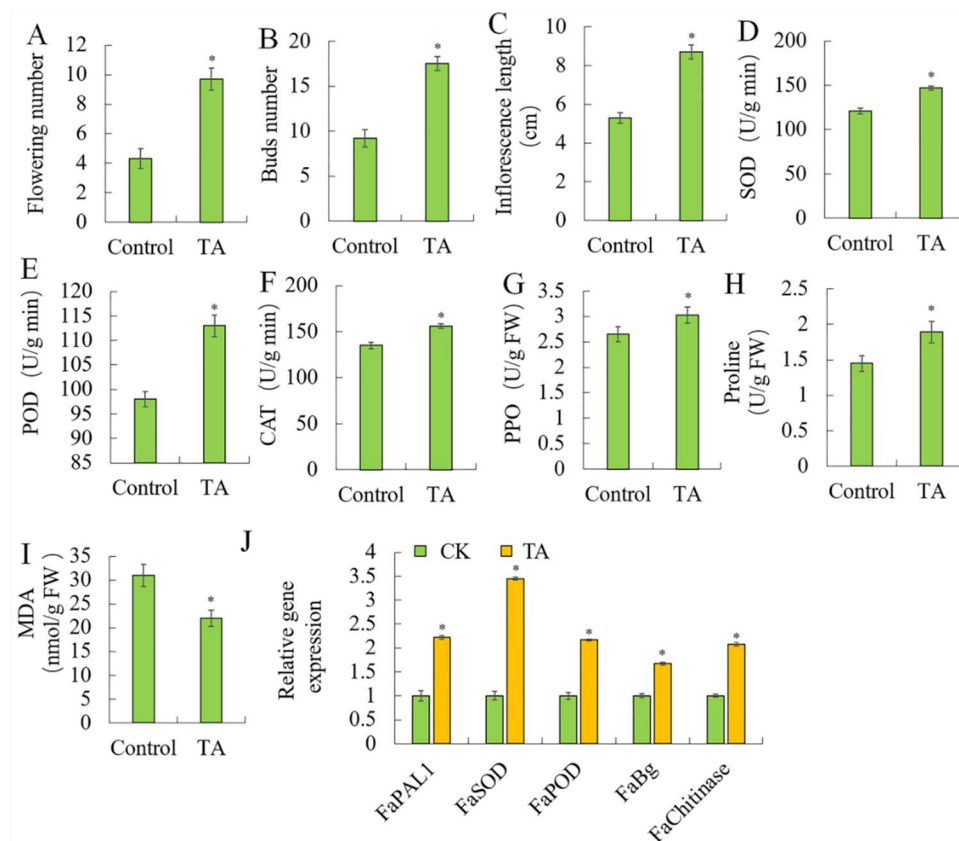 A
Flowering number
14
12
10
8
6
4
2
0
*
Control TA
B
Buds number
20
15
10
5
0
*
Control TA
C
Inflorescence length
(cm)
10
8
6
4
2
0
*
Control TA
D
SOD (U/g min)
200
150
100
50
0
*
Control TA
E
POD (U/g min)
120
115
110
105
100
95
90
85
*
Control TA
F
CAT (U/g min)
200
150
100
50
0
*
Control TA
G
PPO (U/g FW)
3.5
3
2.5
2
1.5
1
0.5
0
*
Control TA
H
Proline
(U/g FW)
2.5
2
1.5
1
0.5
0
*
Control TA
I
MDA
(nmol/g FW)
35
30
25
20
15
10
5
0
*
Control TA
J
CK TA
Relative gene
expression
4
3.5
3
2.5
2
1.5
1
0.5
0
* * * * *
FaPAL1
FaSOD
FaPOD
FaBg
FaChitinase